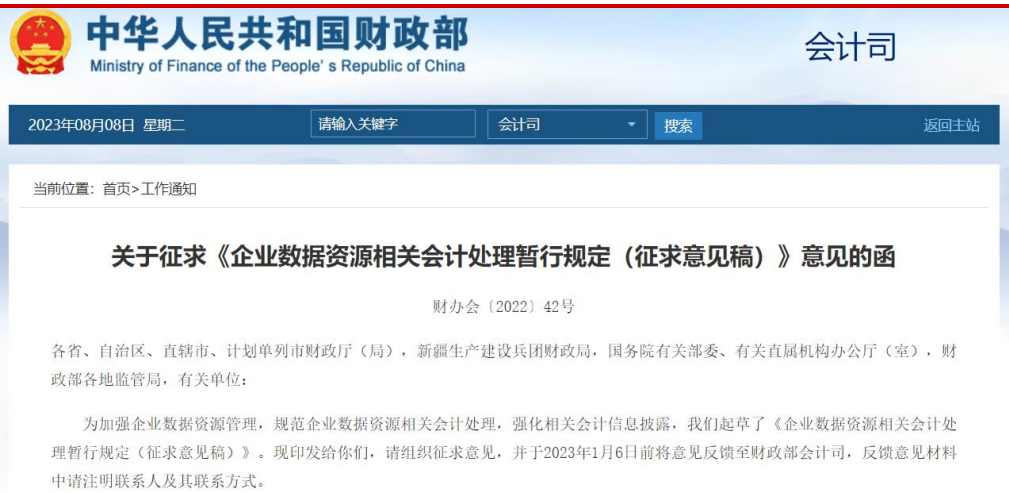 中华人民共和国财政部
Ministry of Finance of the People' s Republic of China
会计司
2023年08月08日 星期二 请输入关键字 会计司 搜索 返回主站
当前位置：首页>工作通知
关于征求《企业数据资源相关会计处理暂行规定（征求意见稿）》意见的函
财办会〔2022〕42号
各省、自治区、直辖市、计划单列市财政厅（局），新疆生产建设兵团财政局，国务院有关部委、有关直属机构办公厅（室），财
政部各地监管局，有关单位：
为加强企业数据资源管理，规范企业数据资源相关会计处理，强化相关会计信息披露，我们起草了《企业数据资源相关会计处
理暂行规定（征求意见稿）》。现印发给你们，请组织征求意见，并于2023年1月6日前将意见反馈至财政部会计司，反馈意见材料
中请注明联系人及其联系方式。